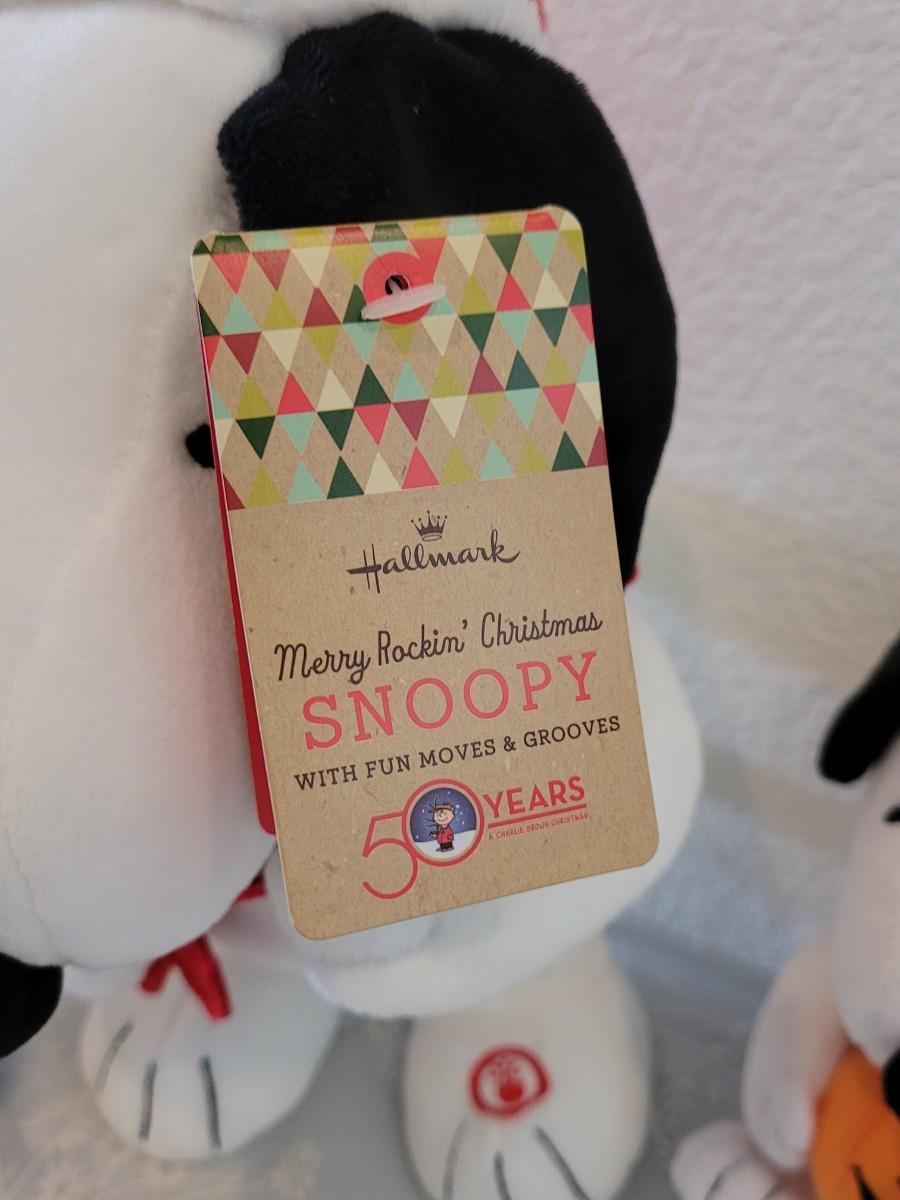 Hallmark
Merry Rockin' Christmas
SNOOPY
WITH FUN MOVES & GROOVES
50 YEARS
A CHARLIE BROWN CHRISTMAS